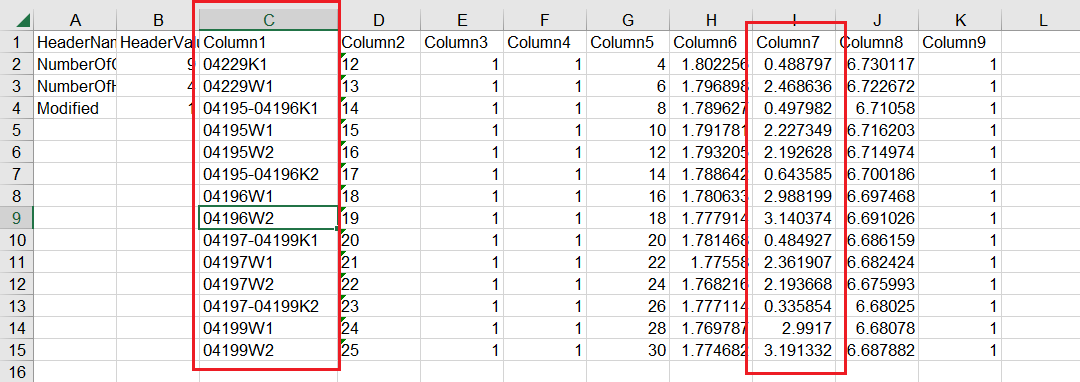 A B C D E F G H I J K L
1 HeaderNam HeaderValu Column1 Column2 Column3 Column4 Column5 Column6 Column7 Column8 Column9
2 NumberOfC 9 04229K1 12 1 1 4 1.802256 0.488797 6.730117 1
3 NumberOfH 4 04229W1 13 1 1 6 1.796898 2.468636 6.722672 1
4 Modified 1 04195-04196K1 14 1 1 8 1.789627 0.497982 6.71058 1
5 04195W1 15 1 1 10 1.791781 2.227349 6.716203 1
6 04195W2 16 1 1 12 1.793205 2.192628 6.714974 1
7 04195-04196K2 17 1 1 14 1.788642 0.643585 6.700186 1
8 04196W1 18 1 1 16 1.780633 2.988199 6.697468 1
9 04196W2 19 1 1 18 1.777914 3.140374 6.691026 1
10 04197-04199K1 20 1 1 20 1.781468 0.484927 6.686159 1
11 04197W1 21 1 1 22 1.77558 2.361907 6.682424 1
12 04197W2 22 1 1 24 1.768216 2.193668 6.675993 1
13 04197-04199K2 23 1 1 26 1.777114 0.335854 6.68025 1
14 04199W1 24 1 1 28 1.769787 2.9917 6.68078 1
15 04199W2 25 1 1 30 1.774682 3.191332 6.687882 1
16